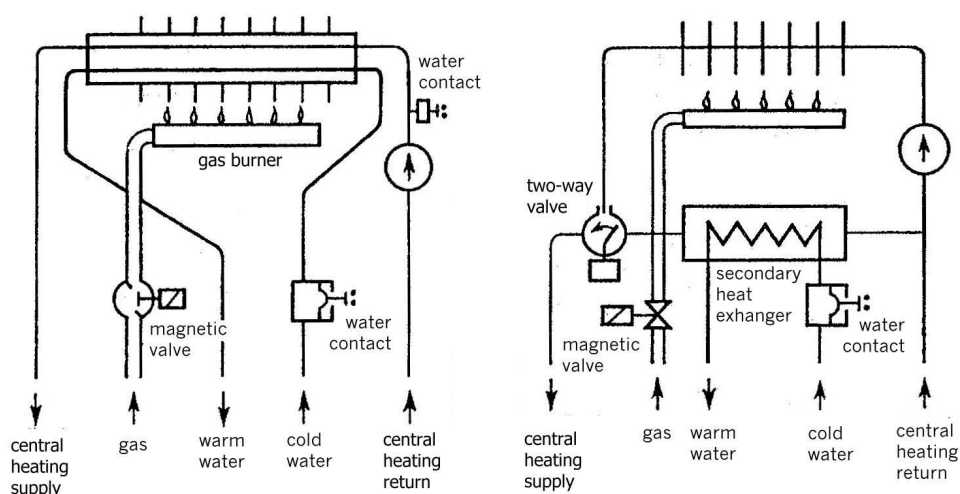 water
contact
gas burner
magnetic
valve
water
contact
central
heating
supply
gas
warm
water
cold
water
central
heating
return
two-way
valve
secondary
heat
exhanger
magnetic
valve
water
contact
central
heating
supply
gas
warm
water
cold
water
central
heating
return